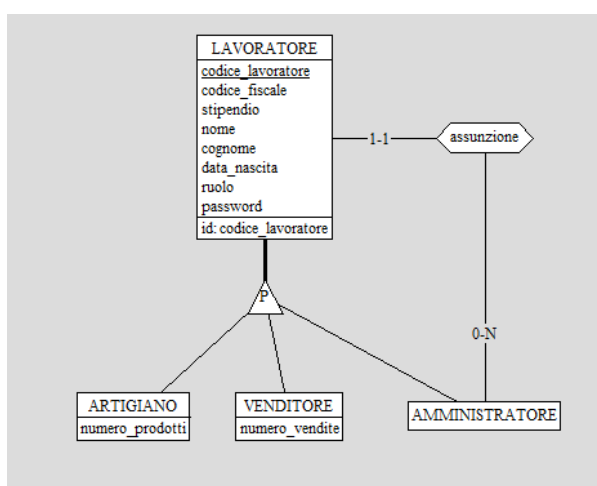 LAVORATORE
codice_lavoratore
codice_fiscale
stipendio
nome
cognome
data_nascita
ruolo
password
id: codice_lavoratore
1-1
assunzione
P
0-N
ARTIGIANO
numero_prodotti
VENDITORE
numero_vendite
AMMINISTRATORE